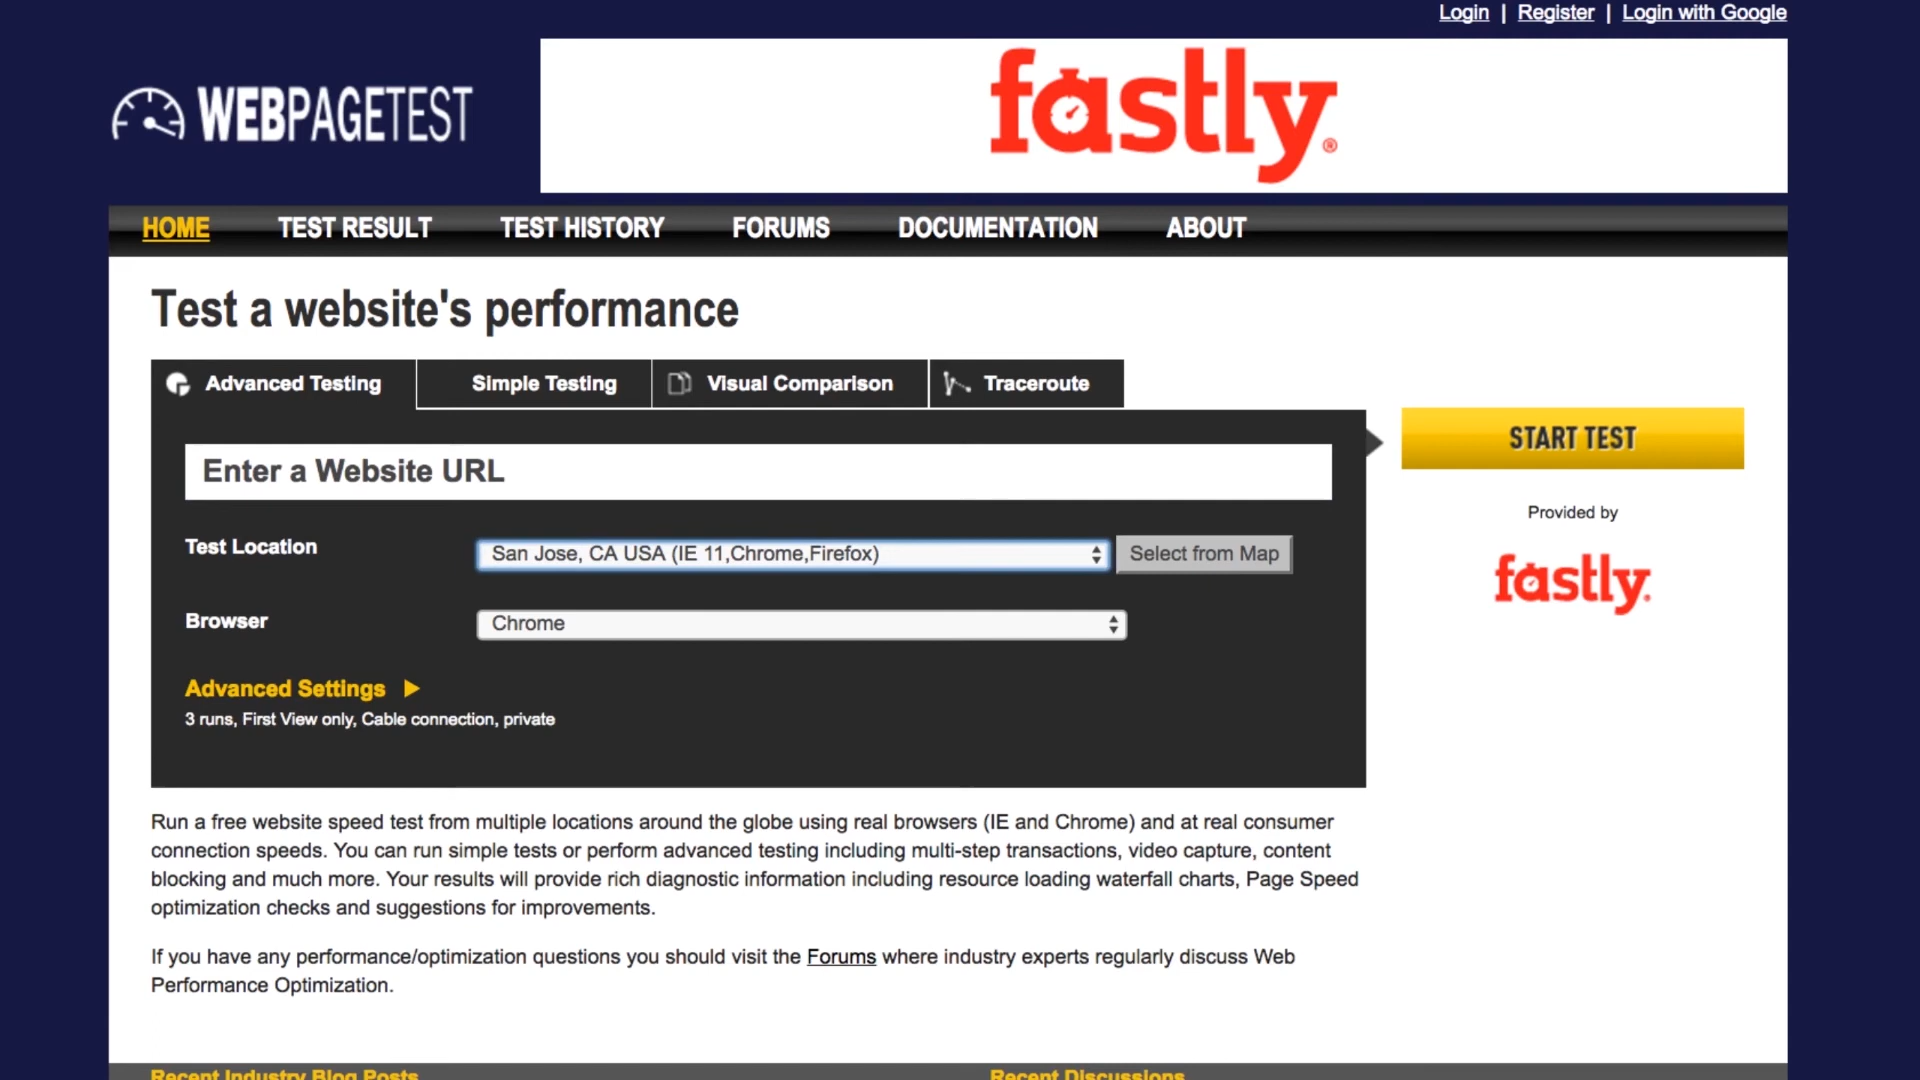 Login | Register | Login with Google
WEBPAGETEST
fastly®
HOME TEST RESULT TEST HISTORY FORUMS DOCUMENTATION ABOUT
Test a website's performance
Advanced Testing Simple Testing Visual Comparison Traceroute
START TEST
Enter a Website URL
Provided by
fastly.
Test Location San Jose, CA USA (IE 11,Chrome,Firefox) Select from Map
Browser Chrome
Advanced Settings
3 runs, First View only, Cable connection, private
Run a free website speed test from multiple locations around the globe using real browsers (IE and Chrome) and at real consumer
connection speeds. You can run simple tests or perform advanced testing including multi-step transactions, video capture, content
blocking and much more. Your results will provide rich diagnostic information including resource loading waterfall charts, Page Speed
optimization checks and suggestions for improvements.
If you have any performance/optimization questions you should visit the Forums where industry experts regularly discuss Web
Performance Optimization.
Recent Industry Blog Posts Recent Discussions